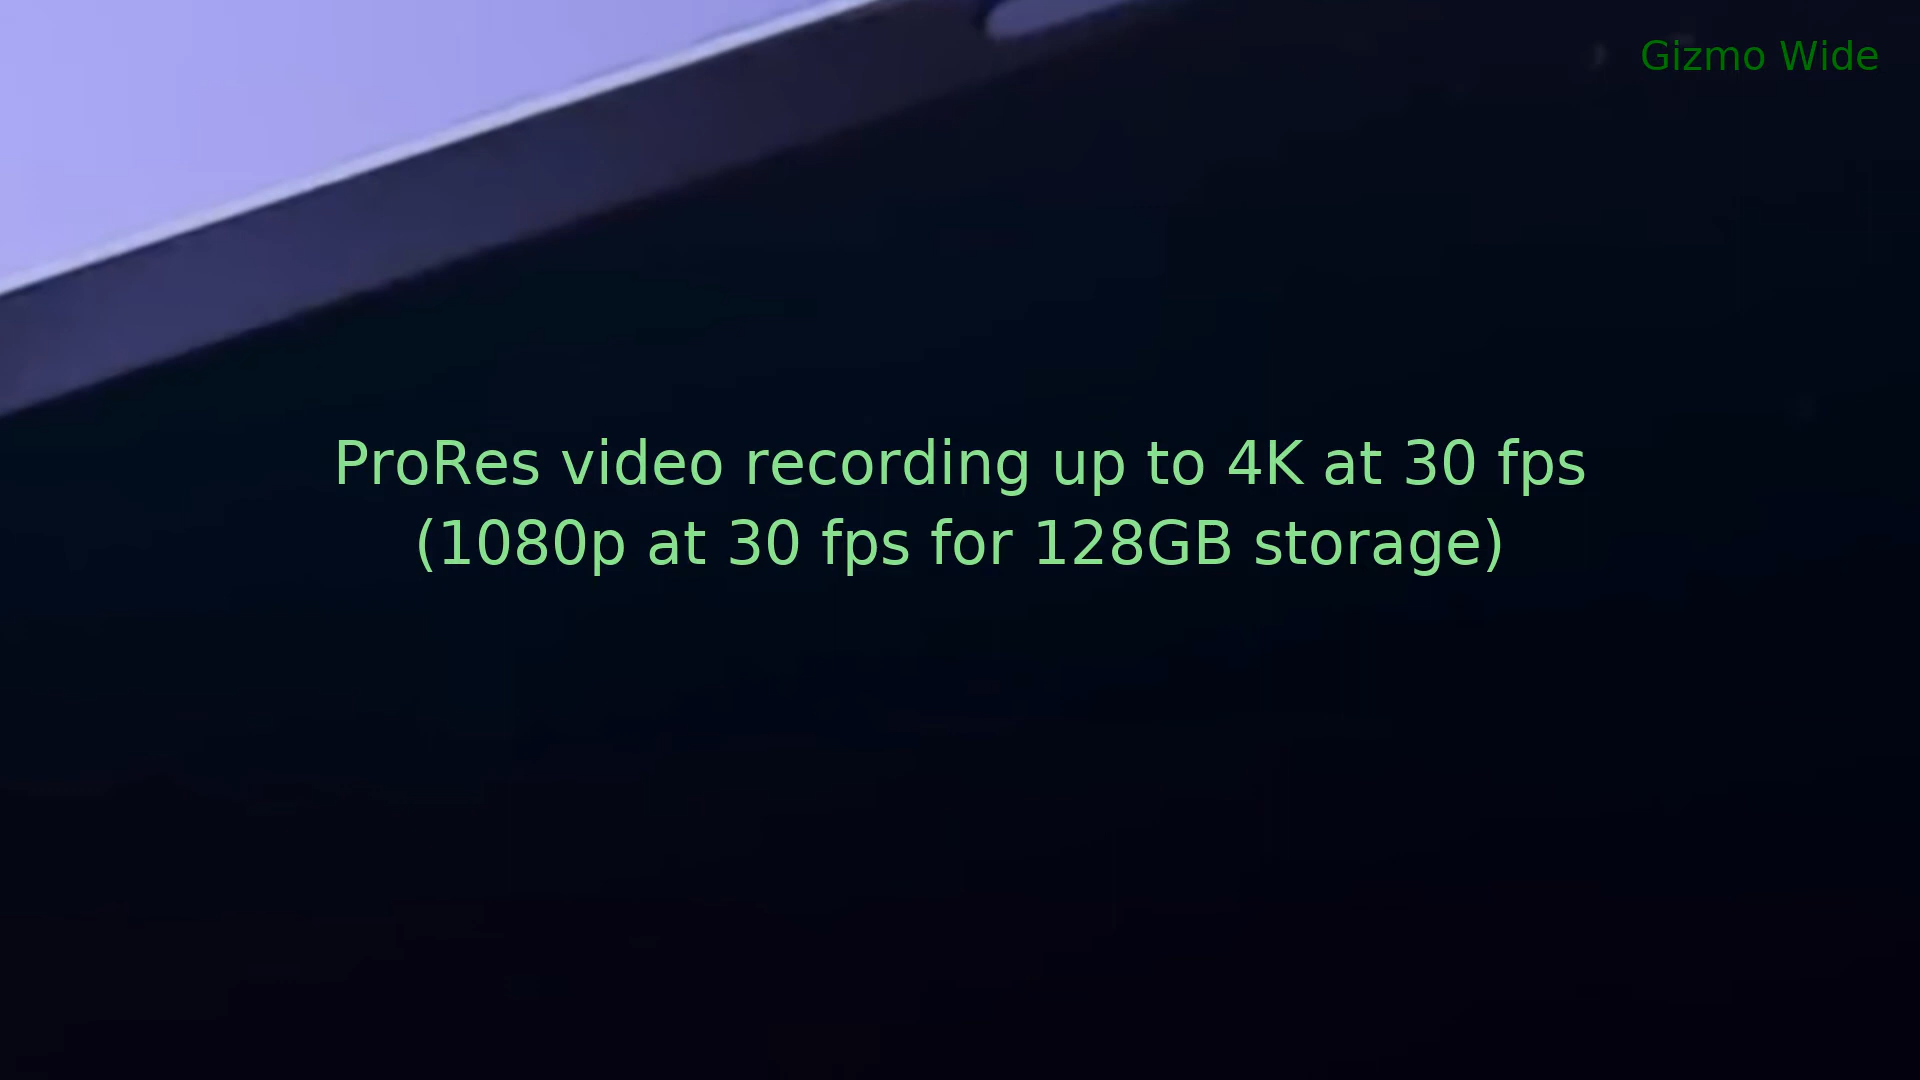 Gizmo Wide
ProRes video recording up to 4K at 30 fps
(1080p at 30 fps for 128GB storage)